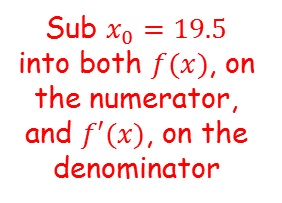 Sub x₀ = 19.5
into both f(x), on
the numerator,
and f'(x), on the
denominator